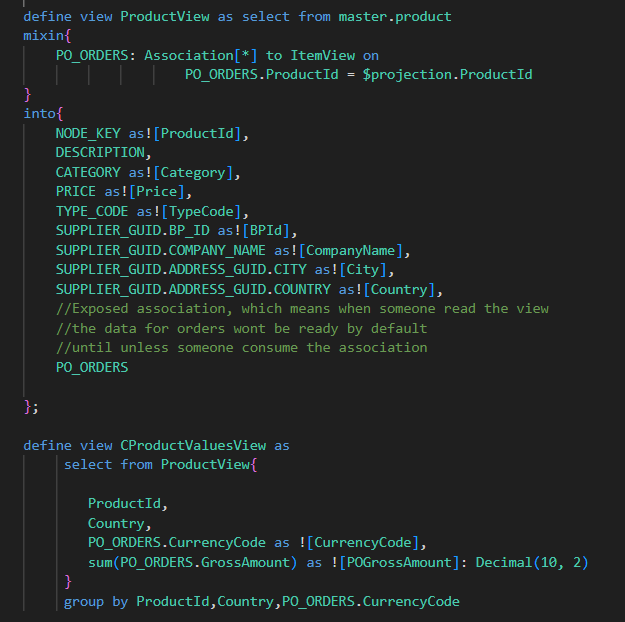 define view ProductView as select from master.product
mixin{
PO_ORDERS: Association[*] to ItemView on
PO_ORDERS.ProductId = $projection.ProductId
}
into{
NODE_KEY as![ProductId],
DESCRIPTION,
CATEGORY as![Category],
PRICE as![Price],
TYPE_CODE as![TypeCode],
SUPPLIER_GUID.BP_ID as![BPId],
SUPPLIER_GUID.COMPANY_NAME as![CompanyName],
SUPPLIER_GUID.ADDRESS_GUID.CITY as![City],
SUPPLIER_GUID.ADDRESS_GUID.COUNTRY as![Country],
//Exposed association, which means when someone read the view
//the data for orders wont be ready by default
//until unless someone consume the association
PO_ORDERS
};
define view CProductValuesView as
select from ProductView{
ProductId,
Country,
PO_ORDERS.CurrencyCode as ![CurrencyCode],
sum(PO_ORDERS.GrossAmount) as ![POGrossAmount]: Decimal(10, 2)
}
group by ProductId,Country,PO_ORDERS.CurrencyCode